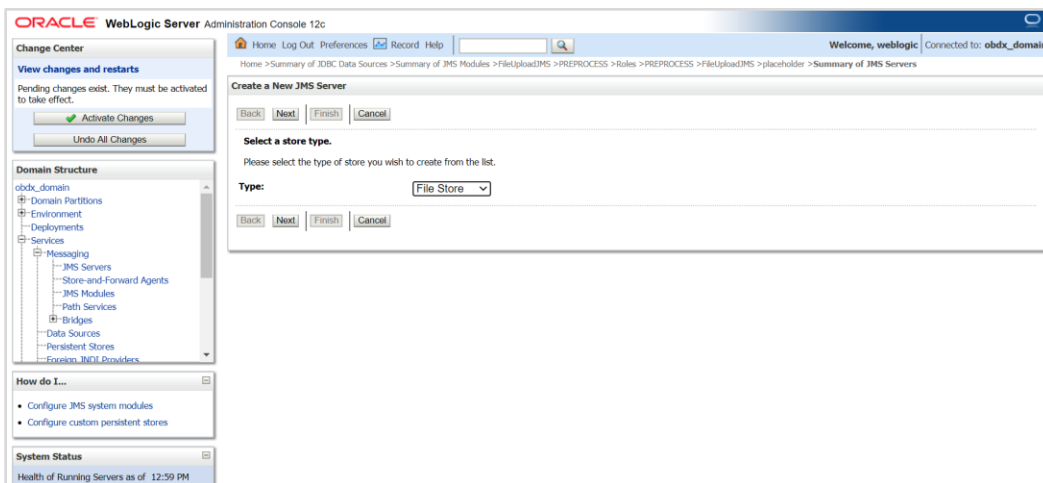 ORACLE WebLogic Server Administration Console 12c
Change Center
View changes and restarts
Pending changes exist. They must be activated
to take effect.
Activate Changes
Undo All Changes
Domain Structure
obdx_domain
Domain Partitions
Environment
Deployments
Services
Messaging
JMS Servers
Store-and-Forward Agents
JMS Modules
Path Services
Bridges
Data Sources
Persistent Stores
Foreign JNDI Providers
How do I...
Configure JMS system modules
Configure custom persistent stores
System Status
Health of Running Servers as of 12:59 PM
Home Log Out Preferences Record Help
Welcome, weblogic Connected to: obdx_domain
Home >Summary of JDBC Data Sources >Summary of JMS Modules >FileUploadJMS >PREPROCESS >Roles >PREPROCESS >FileUploadJMS >placeholder >Summary of JMS Servers
Create a New JMS Server
Back Next Finish Cancel
Select a store type.
Please select the type of store you wish to create from the list.
Type: File Store
Back Next Finish Cancel